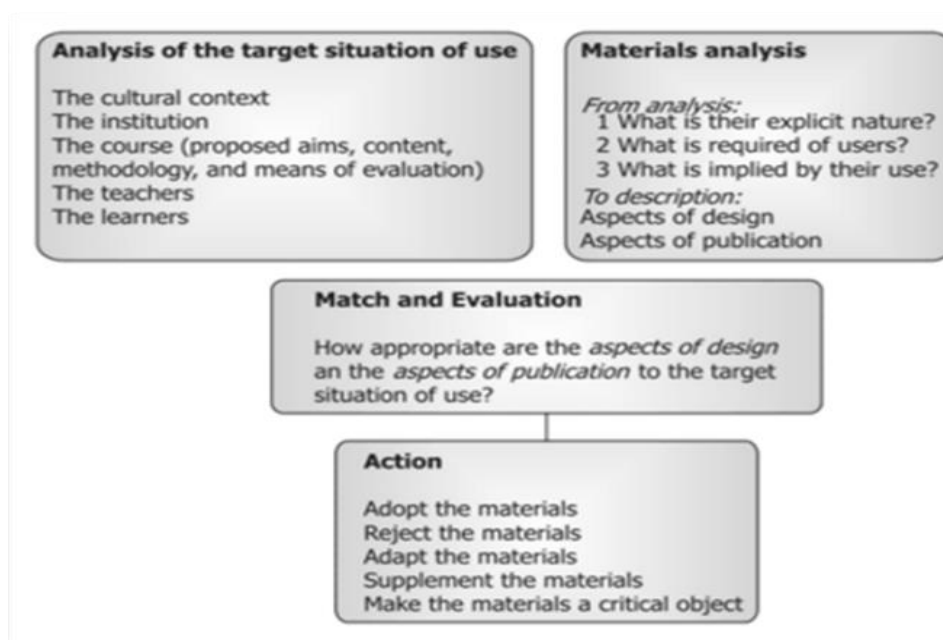 Analysis of the target situation of use
The cultural context
The institution
The course (proposed aims, content,
methodology, and means of evaluation)
The teachers
The learners
Materials analysis
From analysis:
1 What is their explicit nature?
2 What is required of users?
3 What is implied by their use?
To description:
Aspects of design
Aspects of publication
Match and Evaluation
How appropriate are the aspects of design
an the aspects of publication to the target
situation of use?
Action
Adopt the materials
Reject the materials
Adapt the materials
Supplement the materials
Make the materials a critical object